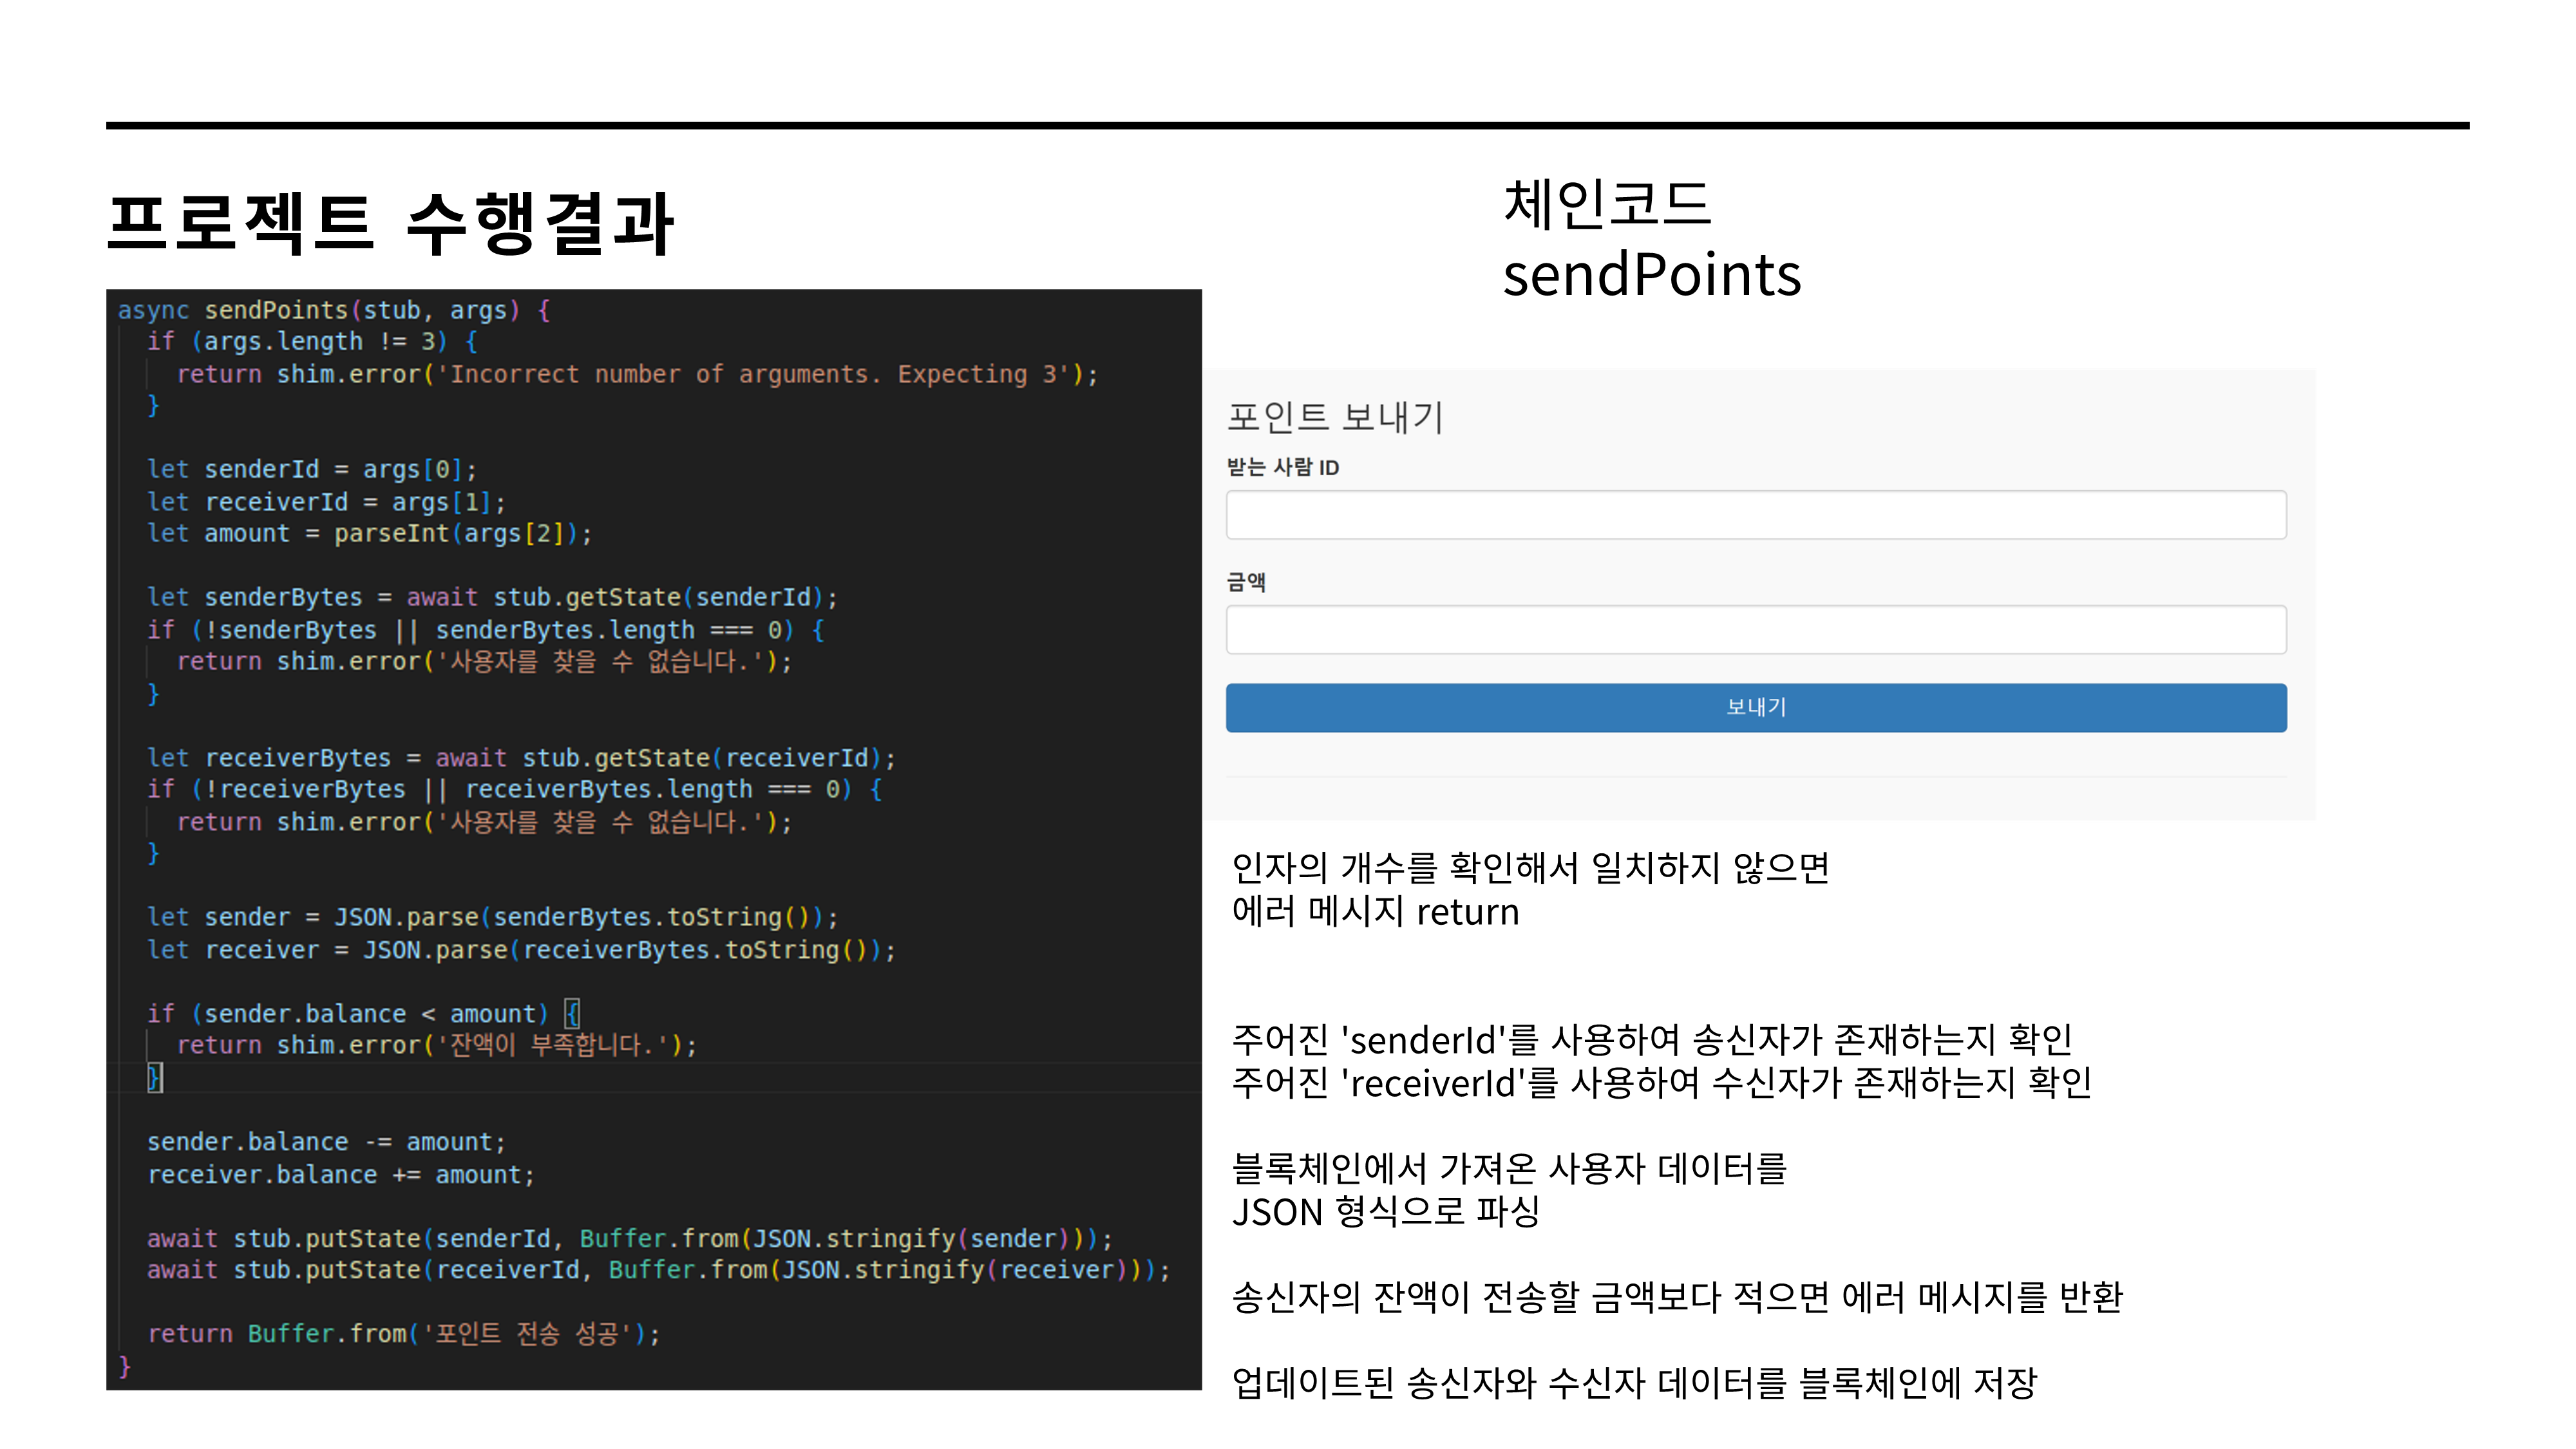 프로젝트 수행결과
체인코드
sendPoints
async sendPoints(stub, args) {
if (args.length != 3) {
return shim.error('Incorrect number of arguments. Expecting 3');
}
let senderId = args[0];
let receiverId = args[1];
let amount = parseInt(args[2]);
let senderBytes = await stub.getState(senderId);
if (!senderBytes || senderBytes.length === 0) {
return shim.error('사용자를 찾을 수 없습니다.');
}
let receiverBytes = await stub.getState(receiverId);
if (!receiverBytes || receiverBytes.length === 0) {
return shim.error('사용자를 찾을 수 없습니다.');
}
let sender = JSON.parse(senderBytes.toString());
let receiver = JSON.parse(receiverBytes.toString());
if (sender.balance < amount) {
return shim.error('잔액이 부족합니다.');
}
sender.balance -= amount;
receiver.balance += amount;
await stub.putState(senderId, Buffer.from(JSON.stringify(sender)));
await stub.putState(receiverId, Buffer.from(JSON.stringify(receiver)));
return Buffer.from('포인트 전송 성공');
}
포인트 보내기
받는 사람 ID
금액
보내기
인자의 개수를 확인해서 일치하지 않으면
에러 메시지 return
주어진 'senderId'를 사용하여 송신자가 존재하는지 확인
주어진 'receiverId'를 사용하여 수신자가 존재하는지 확인
블록체인에서 가져온 사용자 데이터를
JSON 형식으로 파싱
송신자의 잔액이 전송할 금액보다 적으면 에러 메시지를 반환
업데이트된 송신자와 수신자 데이터를 블록체인에 저장